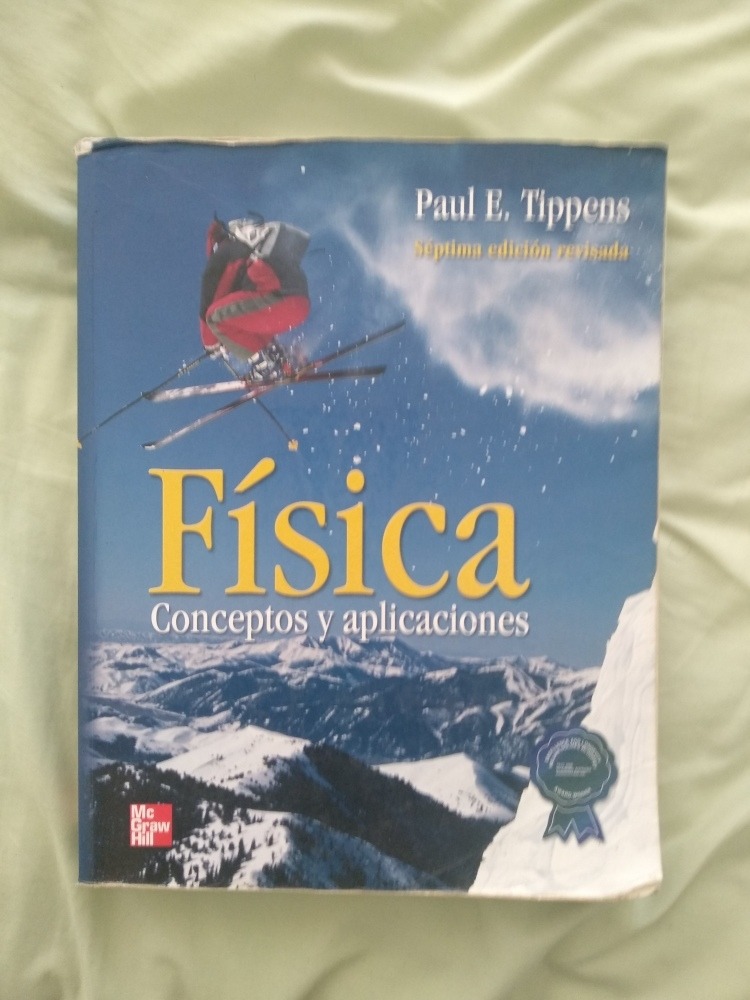 Paul E. Tippens
Séptima edición revisada
Física
Conceptos y aplicaciones
Mc
Graw
Hill